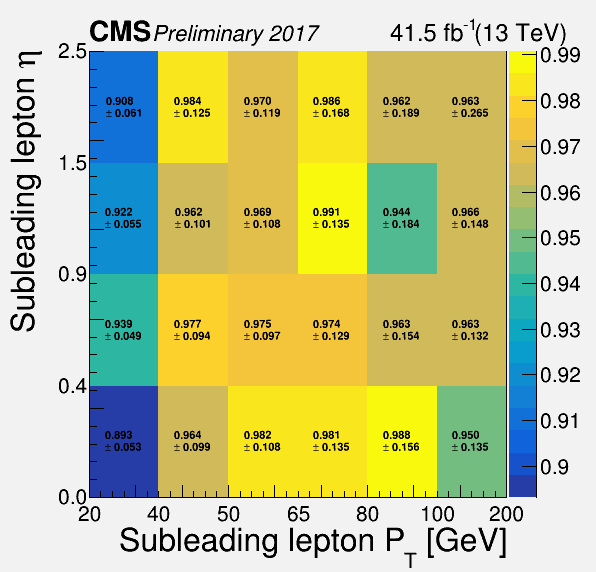 CMS Preliminary 2017 41.5 fb-1(13 TeV)
Subleading lepton η
2.5
1.5
0.9
0.4
0.0
0.908 0.984 0.970 0.986 0.962 0.963
± 0.061 ± 0.125 ± 0.119 ± 0.168 ± 0.189 ± 0.265
0.922 0.962 0.969 0.991 0.944 0.966
± 0.055 ± 0.101 ± 0.108 ± 0.135 ± 0.184 ± 0.148
0.939 0.977 0.975 0.974 0.963 0.963
± 0.049 ± 0.094 ± 0.097 ± 0.129 ± 0.154 ± 0.132
0.893 0.964 0.982 0.981 0.988 0.950
± 0.053 ± 0.099 ± 0.108 ± 0.135 ± 0.156 ± 0.135
20 40 50 65 80 100 200
Subleading lepton PT [GeV]
0.99
0.98
0.97
0.96
0.95
0.94
0.93
0.92
0.91
0.9